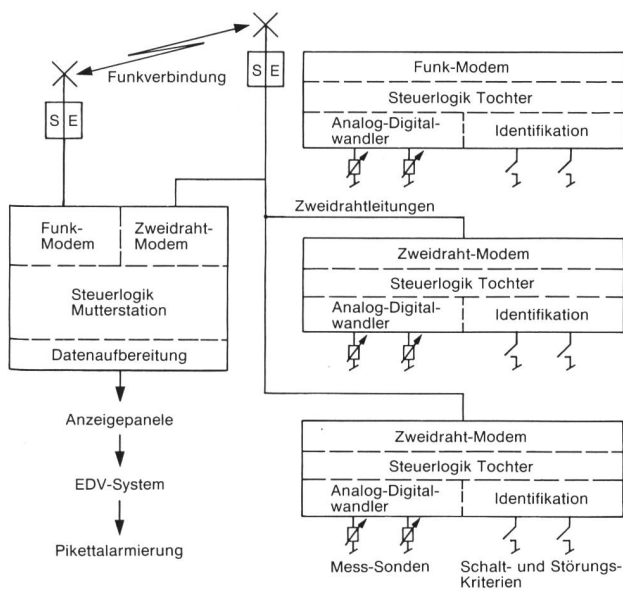 Funkverbindung
S E
S E
Funk-Modem
Steuerlogik Tochter
Analog-Digital-
wandler
Identifikation
Zweidrahtleitungen
Funk-
Modem
Zweidraht-
Modem
Steuerlogik
Mutterstation
Datenaufbereitung
Anzeigepanele
EDV-System
Pikettalarmierung
Zweidraht-Modem
Steuerlogik Tochter
Analog-Digital-
wandler
Identifikation
Zweidraht-Modem
Steuerlogik Tochter
Analog-Digital-
wandler
Identifikation
Mess-Sonden
Schalt- und Störungs-
Kriterien